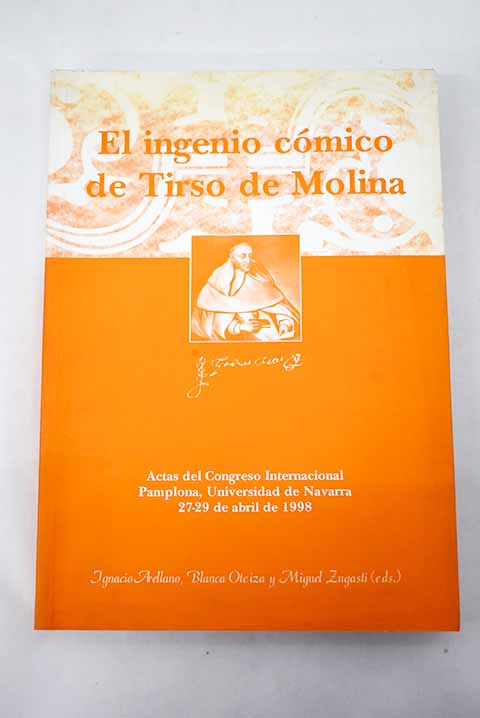 El ingenio cómico
de Tirso de Molina
Actas del Congreso Internacional
Pamplona, Universidad de Navarra
27-29 de abril de 1998
Ignacio Arellano, Blanca Oteiza y Miguel Zugasti (eds.)